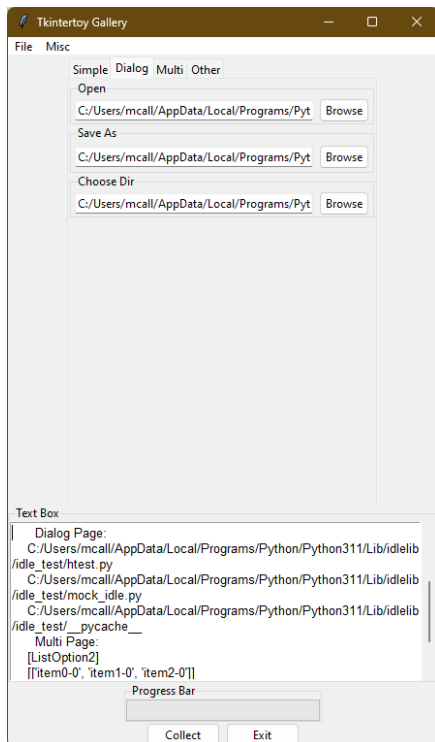 Tkintertoy Gallery
File Misc
Simple Dialog Multi Other
Open
C:/Users/mcall/AppData/Local/Programs/Pyt Browse
Save As
C:/Users/mcall/AppData/Local/Programs/Pyt Browse
Choose Dir
C:/Users/mcall/AppData/Local/Programs/Pyt Browse
Text Box
Dialog Page:
C:/Users/mcall/AppData/Local/Programs/Python/Python311/Lib/idlelib
/idle_test/htest.py
C:/Users/mcall/AppData/Local/Programs/Python/Python311/Lib/idlelib
/idle_test/mock_idle.py
C:/Users/mcall/AppData/Local/Programs/Python/Python311/Lib/idlelib
/idle_test/__pycache__
Multi Page:
[ListOption2]
[['item0-0', 'item1-0', 'item2-0']]
Progress Bar
Collect Exit